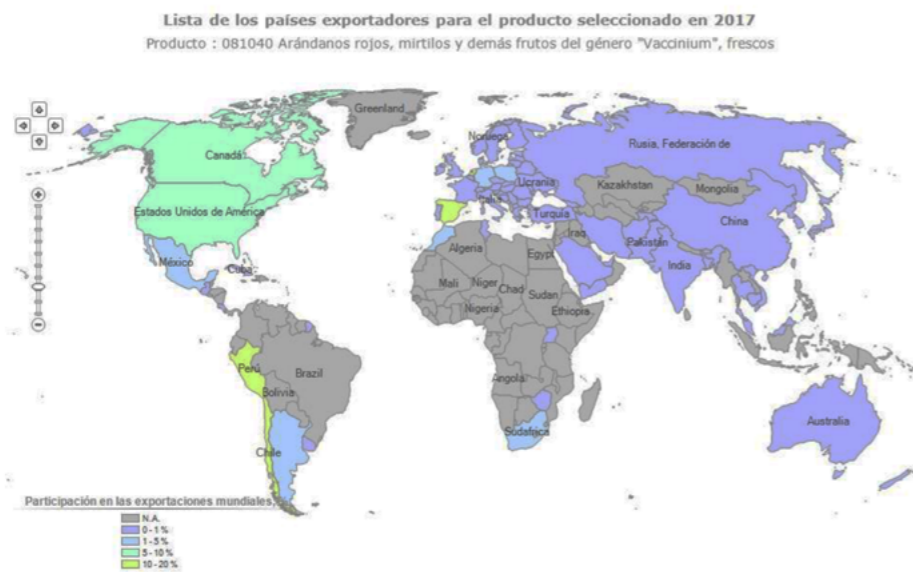 Lista de los países exportadores para el producto seleccionado en 2017
Producto : 081040 Arándanos rojos, mirtilos y demás frutos del género "Vaccinium", frescos
Greenland
Canadá
Noruega
Rusia, Federación de
Ucrania
Kazakhstan
Mongolia
Estados Unidos de América
Italia
Turquía
China
Iraq
Pakistán
México
Cuba
Algeria
Egypt
India
Mali
Niger
Chad
Sudan
Nigeria
Ethiopia
Perú
Brazil
Bolivia
Angola
Australia
Chile
Sudafrica
Participación en las exportaciones mundiales,
N.A.
0 - 1 %
1 - 5 %
5 - 10 %
10 - 20 %